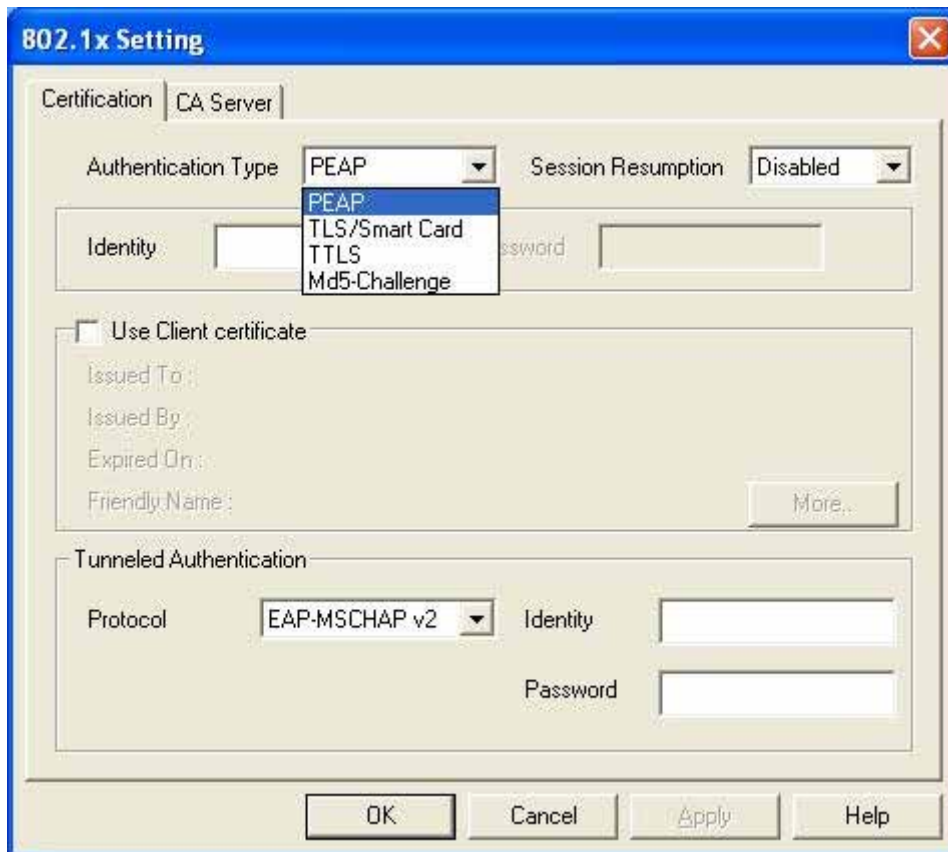 802.1x Setting
Certification CA Server
Authentication Type PEAP Session Resumption Disabled
PEAP
TLS/Smart Card
TTLS
Md5-Challenge
Identity ssword
Use Client certificate
Issued To :
Issued By :
Expired On :
Friendly Name :
More..
Tunneled Authentication
Protocol EAP-MSCHAP v2 Identity
Password
OK Cancel Apply Help